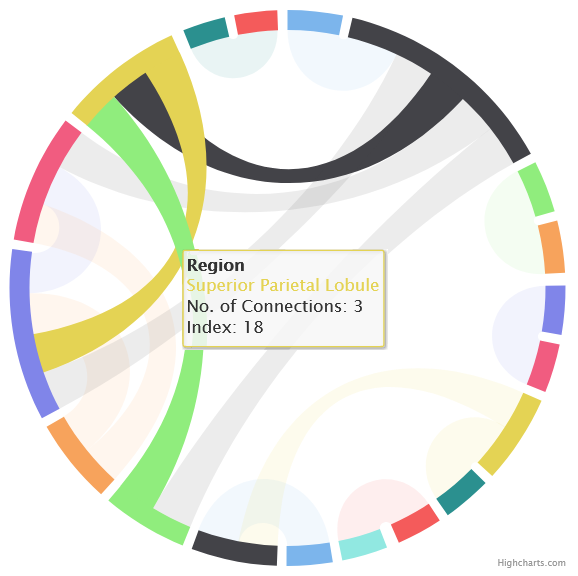 Region
Superior Parietal Lobule
No. of Connections: 3
Index: 18
Highcharts.com